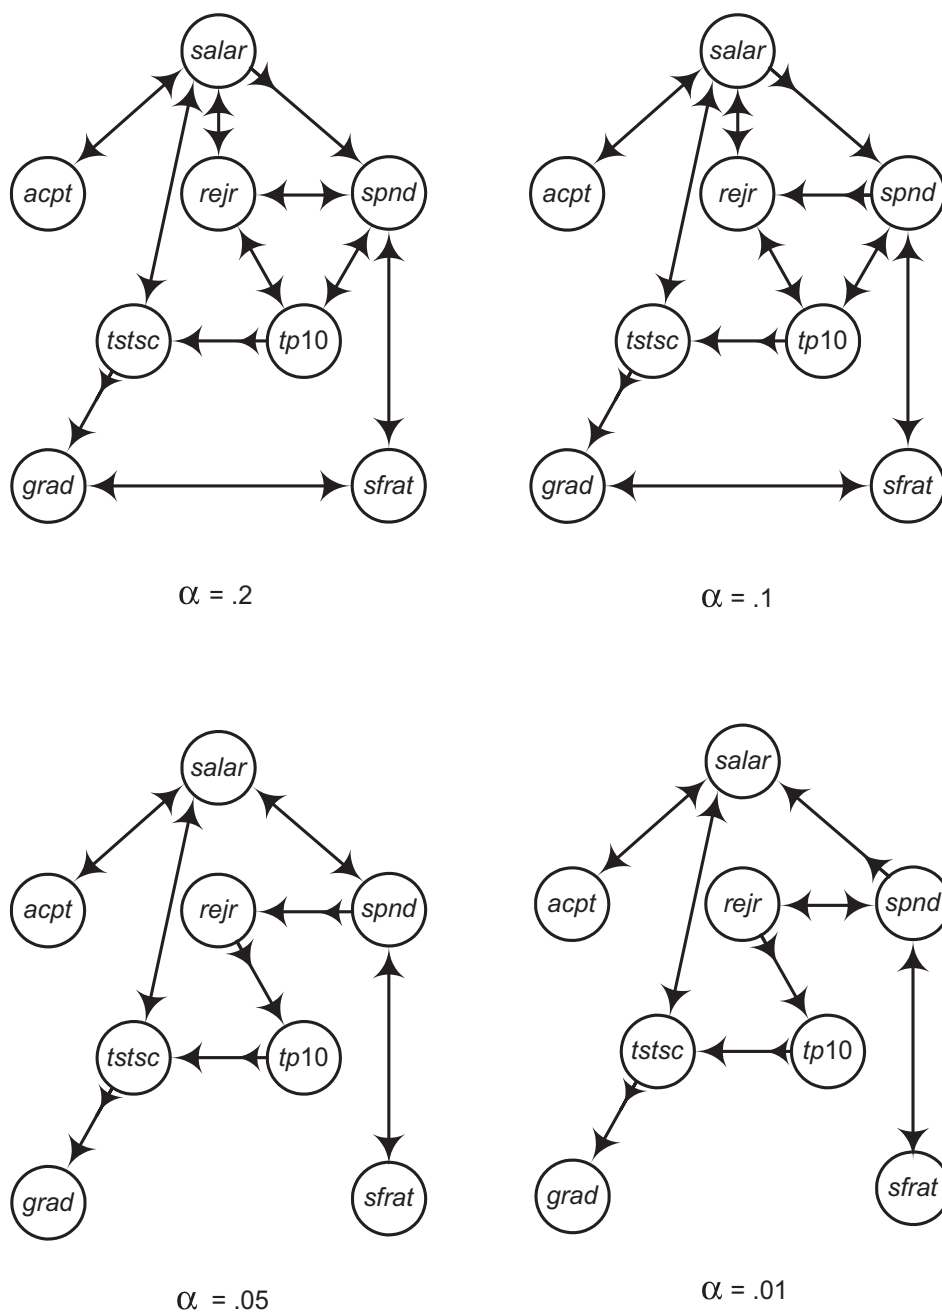 salar salar
acpt rejr spnd acpt rejr spnd
tstsc tp10 tstsc tp10
grad sfrat grad sfrat
α = .2 α = .1
salar salar
acpt rejr spnd acpt rejr spnd
tstsc tp10 tstsc tp10
grad sfrat grad sfrat
α = .05 α = .01